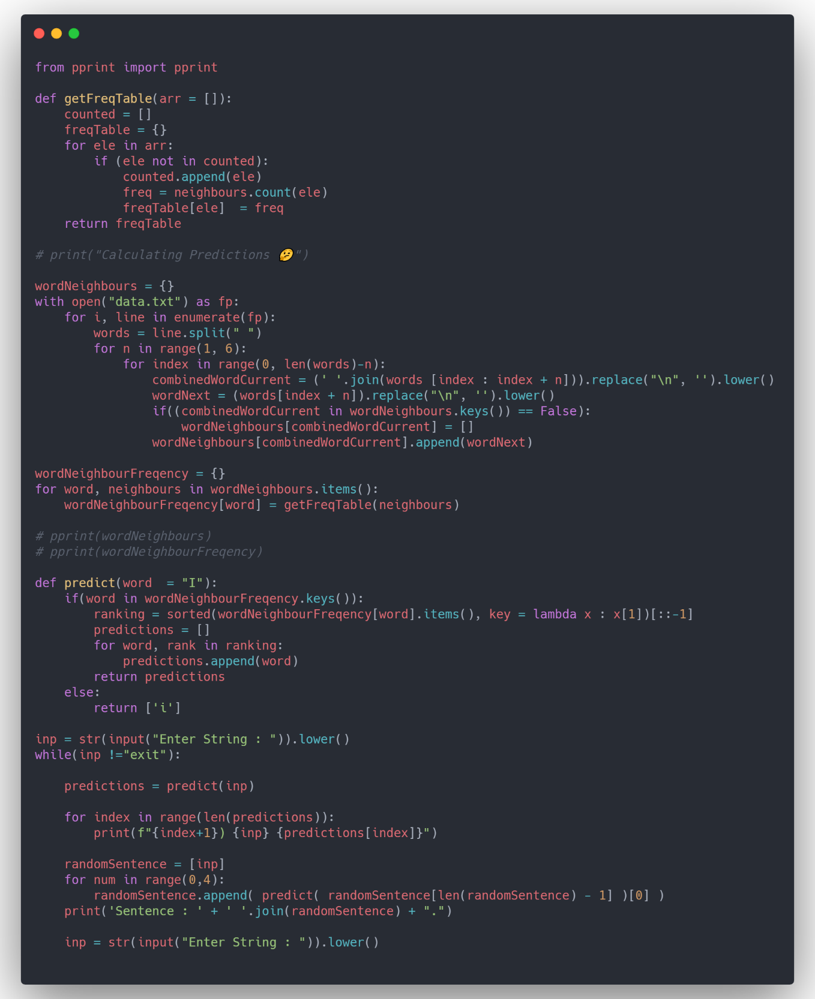 from pprint import pprint

def getFreqTable(arr = []):
    counted = []
    freqTable = {}
    for ele in arr:
        if (ele not in counted):
            counted.append(ele)
            freq = neighbours.count(ele)
            freqTable[ele]  = freq
    return freqTable

# print("Calculating Predictions 🤔")

wordNeighbours = {}
with open("data.txt") as fp:
    for i, line in enumerate(fp):
        words = line.split(" ")
        for n in range(1, 6):
            for index in range(0, len(words)-n):
                combinedWordCurrent = (' '.join(words [index : index + n])).replace("\n", '').lower()
                wordNext = (words[index + n]).replace("\n", '').lower()
                if((combinedWordCurrent in wordNeighbours.keys()) == False):
                    wordNeighbours[combinedWordCurrent] = []
                wordNeighbours[combinedWordCurrent].append(wordNext)

wordNeighbourFreqency = {}
for word, neighbours in wordNeighbours.items():
    wordNeighbourFreqency[word] = getFreqTable(neighbours)

# pprint(wordNeighbours)
# pprint(wordNeighbourFreqency)

def predict(word  = "I"):
    if(word in wordNeighbourFreqency.keys()):
        ranking = sorted(wordNeighbourFreqency[word].items(), key = lambda x : x[1])[::-1]
        predictions = []
        for word, rank in ranking:
            predictions.append(word)
        return predictions
    else:
        return ['i']

inp = str(input("Enter String : ")).lower()
while(inp !="exit"):

    predictions = predict(inp)

    for index in range(len(predictions)):
        print(f"{index+1}) {inp} {predictions[index]}")

    randomSentence = [inp]
    for num in range(0,4):
        randomSentence.append( predict( randomSentence[len(randomSentence) - 1] )[0] )
    print('Sentence : ' + ' '.join(randomSentence) + ".")

    inp = str(input("Enter String : ")).lower()